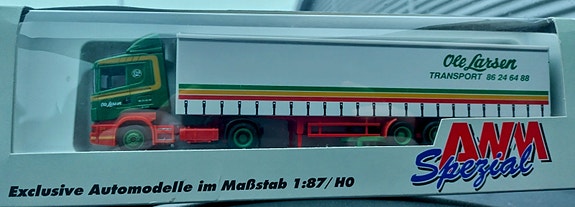 Ole Larsen
TRANSPORT 86 24 64 88
AWM
Spezial
Exclusive Automodelle im Maßstab 1:87/H0